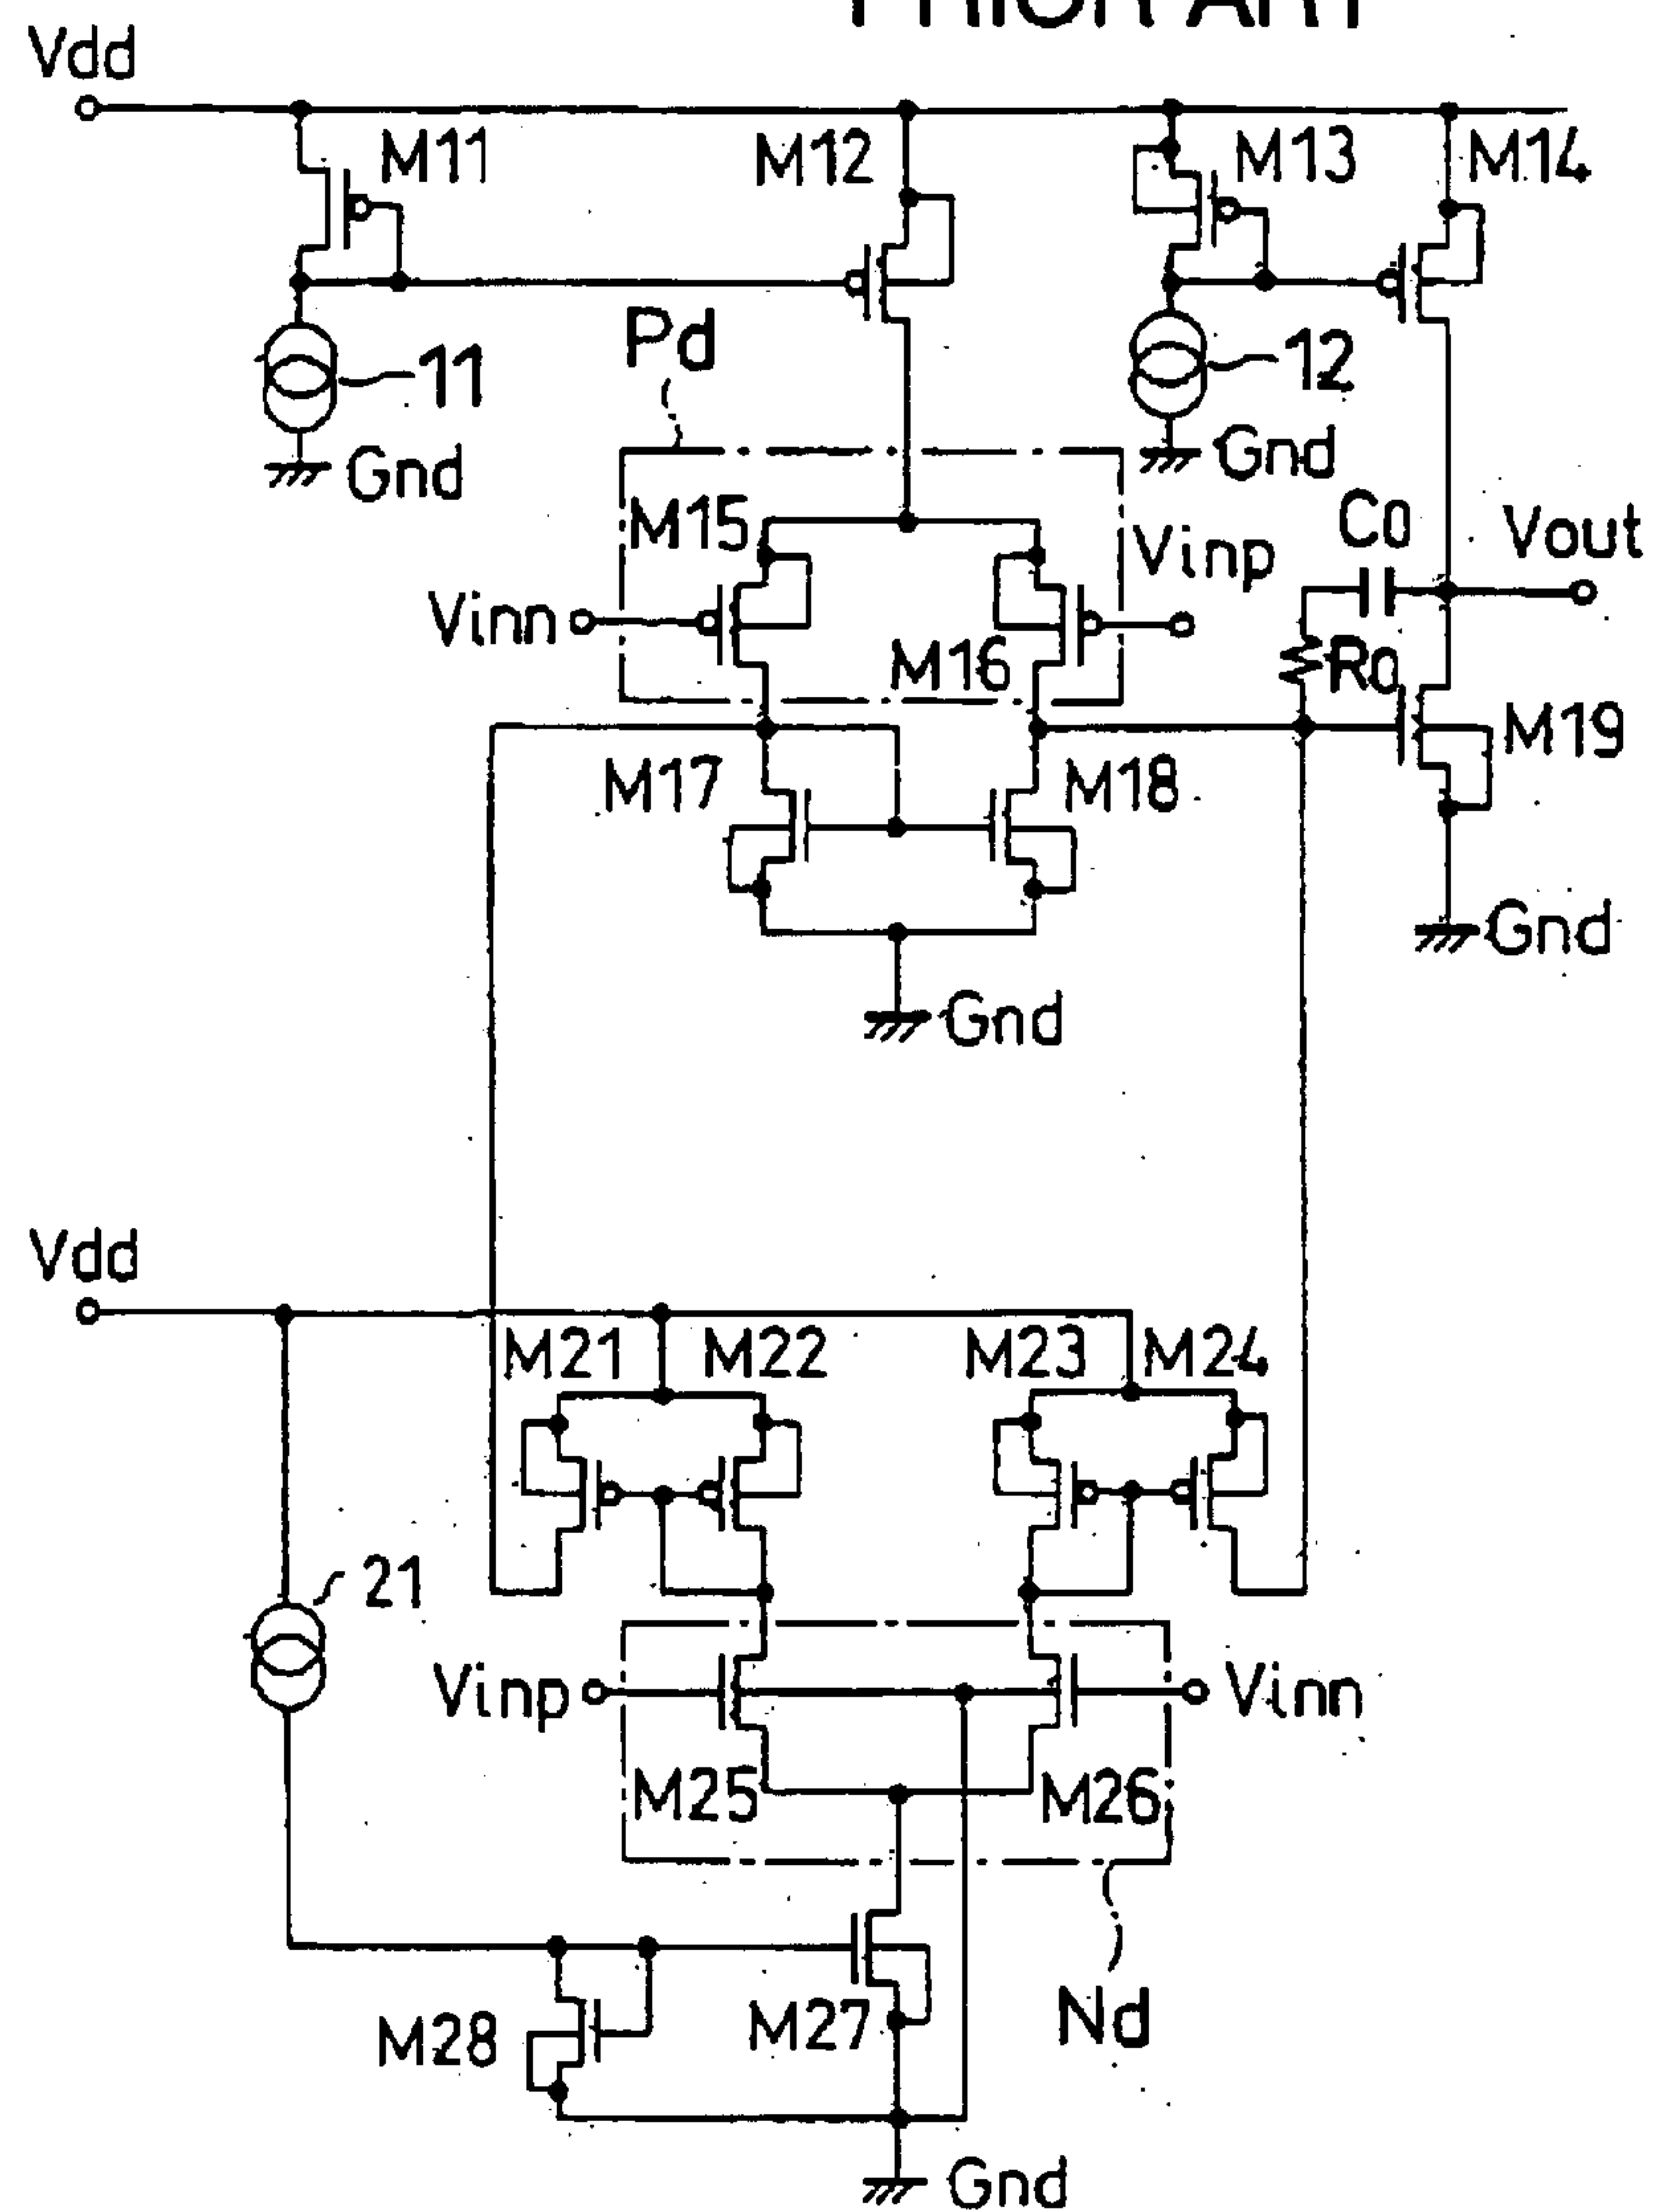 PRIOR ART
Vdd
M11
M12
M13
M14
Pd
11
12
Gnd
Gnd
M15
Vinp
C0
Vout
Vinn
M16
R0
M17
M18
M19
Gnd
Gnd
Vdd
M21
M22
M23
M24
21
Vinp
Vinn
M25
M26
M28
M27
Nd
Gnd